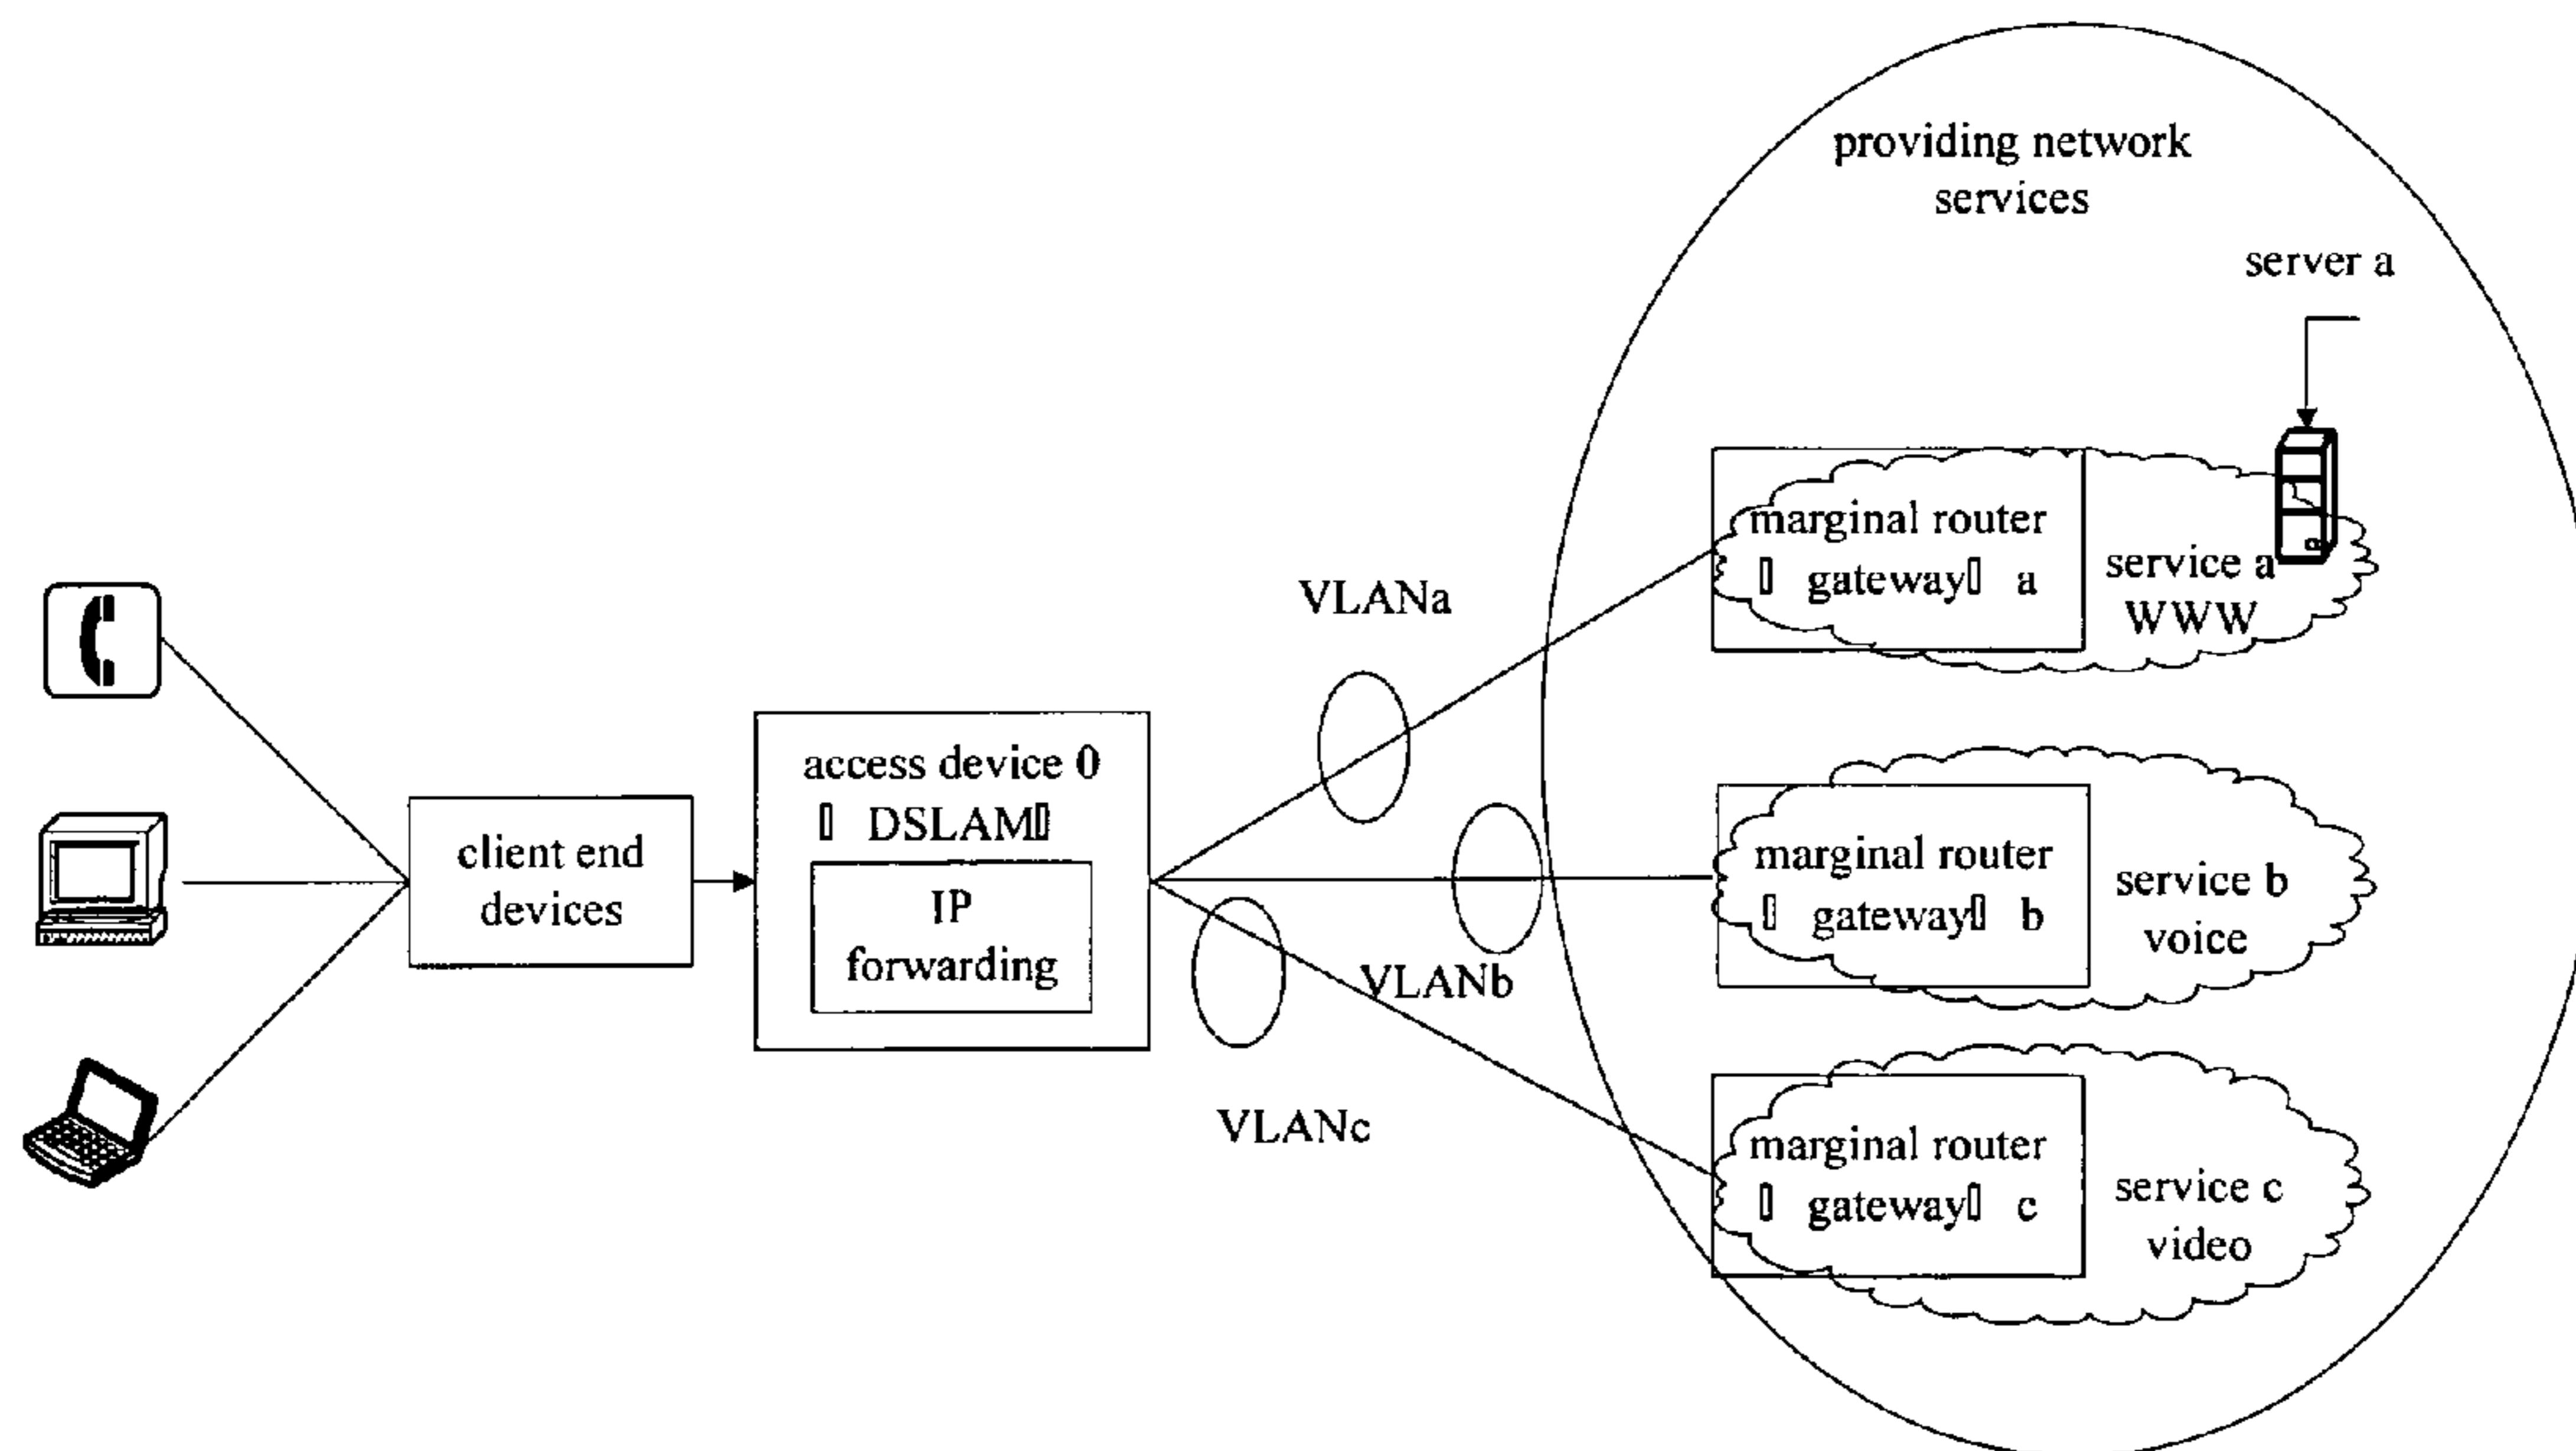 providing network
services
server a
marginal router
▯ gateway▯ a
service a
WWW
VLANa
access device 0
▯ DSLAM▯
IP
forwarding
client end
devices
marginal router
▯ gateway▯ b
service b
voice
VLANb
VLANc
marginal router
▯ gateway▯ c
service c
video